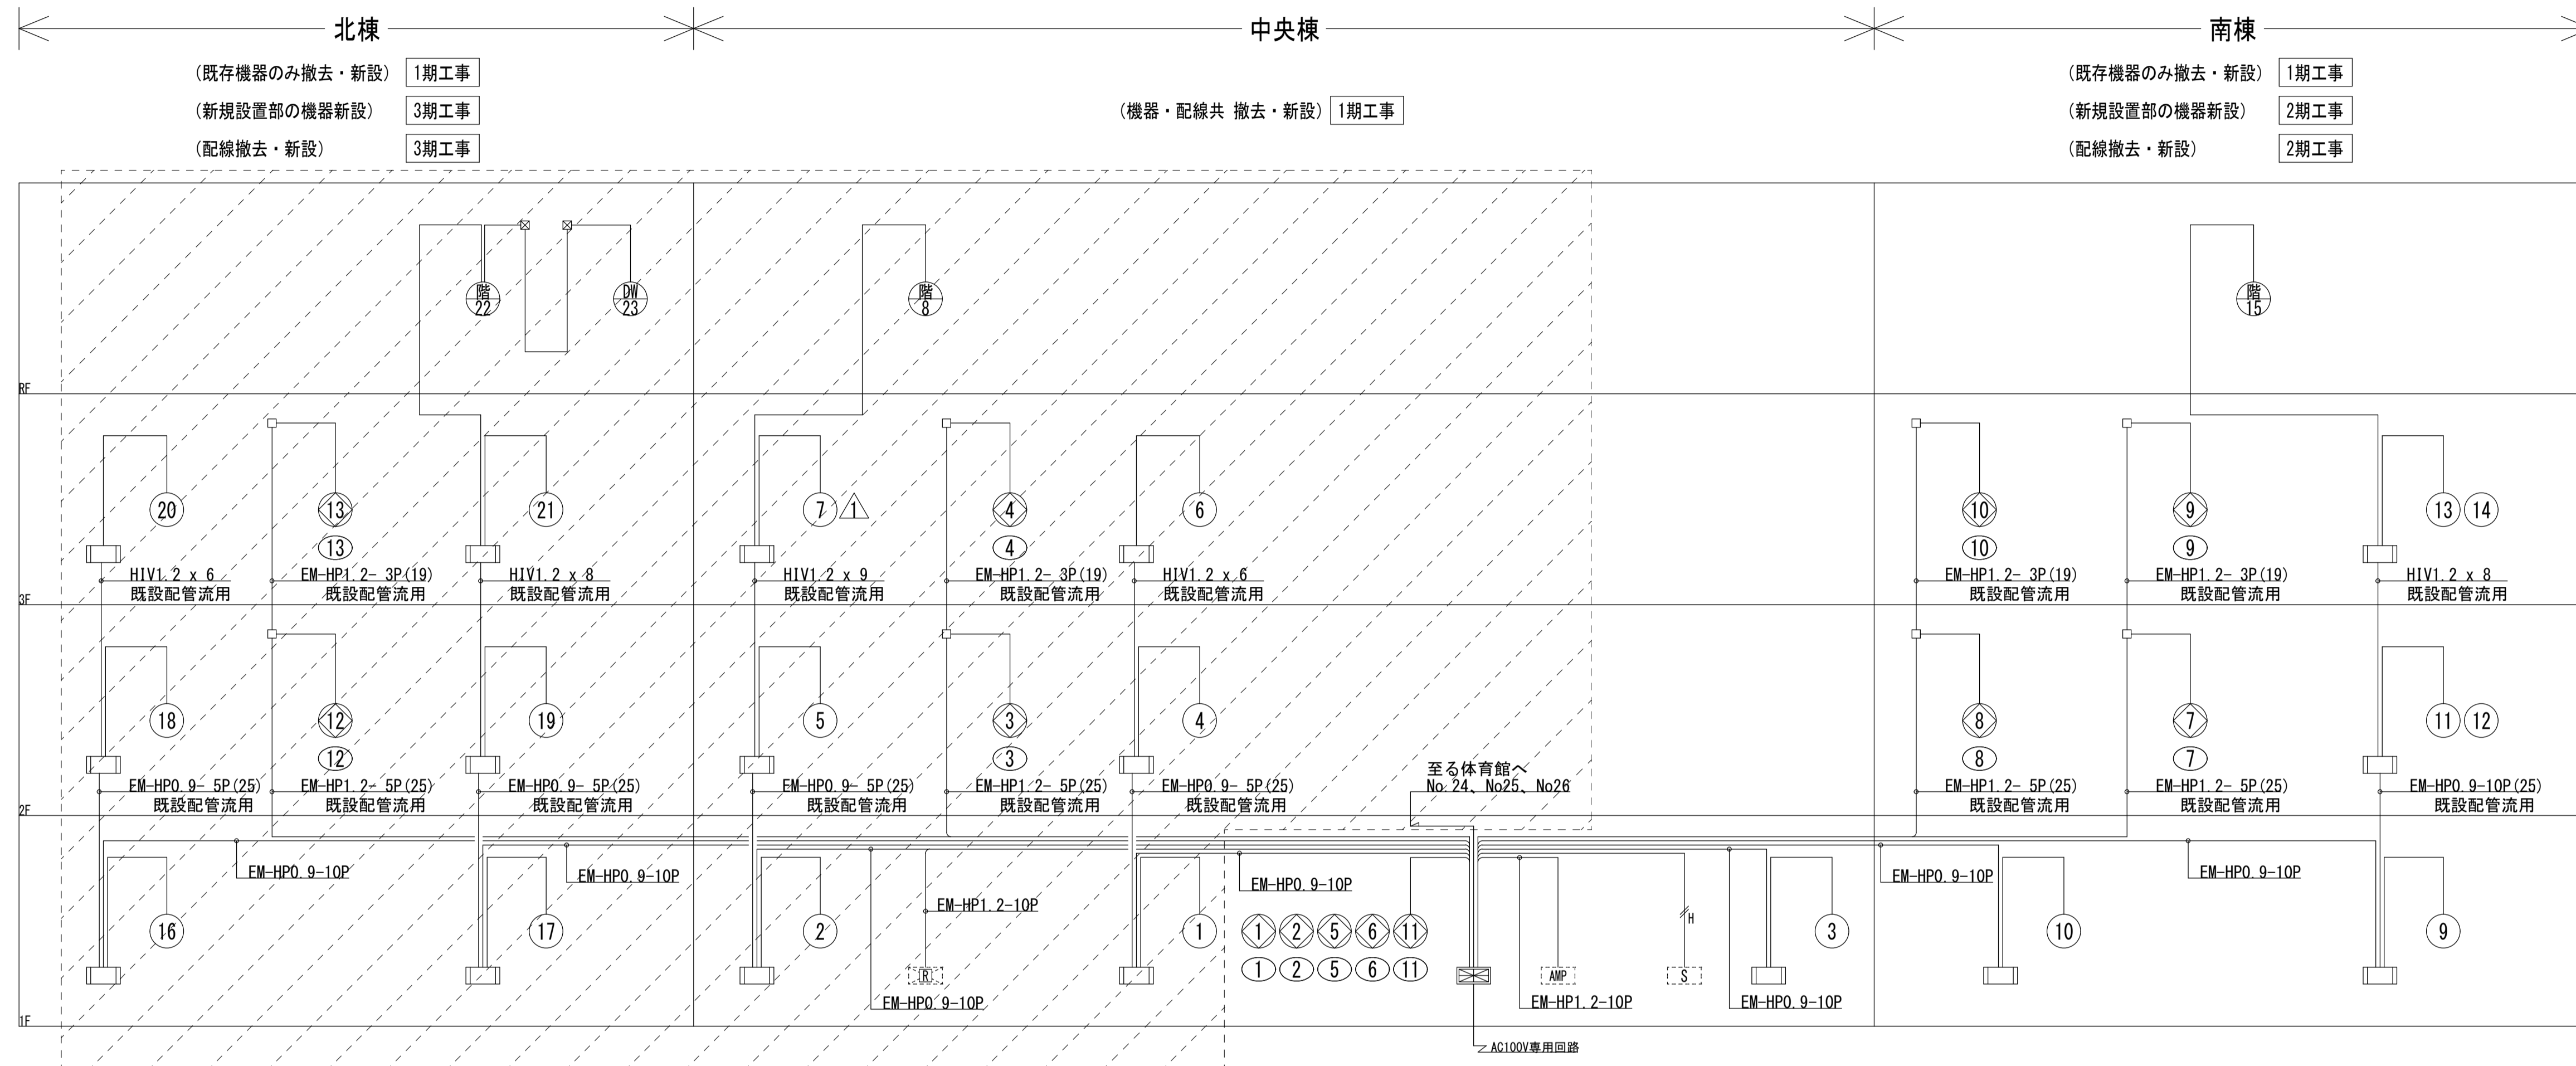 北棟
中央棟
南棟
(既存機器のみ撤去・新設) 1期工事
(新規設置部の機器新設) 3期工事
(配線撤去・新設) 3期工事
(機器・配線共 撤去・新設) 1期工事
(既存機器のみ撤去・新設) 1期工事
(新規設置部の機器新設) 2期工事
(配線撤去・新設) 2期工事
階 22
DW 23
階 8
階 15
RF
20
13
21
7
1
4
6
10
9
13 14
13
4
10
9
HIV1.2 x 6
既設配管流用
EM-HP1.2- 3P(19)
既設配管流用
HIV1.2 x 8
既設配管流用
HIV1.2 x 9
既設配管流用
EM-HP1.2- 3P(19)
既設配管流用
HIV1.2 x 6
既設配管流用
EM-HP1.2- 3P(19)
既設配管流用
EM-HP1.2- 3P(19)
既設配管流用
HIV1.2 x 8
既設配管流用
3F
18
12
19
5
3
4
8
7
11 12
12
3
8
7
至る体育館へ
No.24、No25、No26
EM-HP0.9- 5P(25)
既設配管流用
EM-HP1.2- 5P(25)
既設配管流用
EM-HP0.9- 5P(25)
既設配管流用
EM-HP0.9- 5P(25)
既設配管流用
EM-HP1.2- 5P(25)
既設配管流用
EM-HP0.9- 5P(25)
既設配管流用
EM-HP1.2- 5P(25)
既設配管流用
EM-HP1.2- 5P(25)
既設配管流用
EM-HP0.9-10P(25)
既設配管流用
2F
EM-HP0.9-10P
EM-HP0.9-10P
EM-HP0.9-10P
EM-HP0.9-10P
EM-HP0.9-10P
EM-HP1.2-10P
16
17
2
1
1 2 5 6 11
H
3
10
9
1 2 5 6 11
R
AMP
S
EM-HP0.9-10P
EM-HP1.2-10P
EM-HP0.9-10P
1F
AC100V専用回路